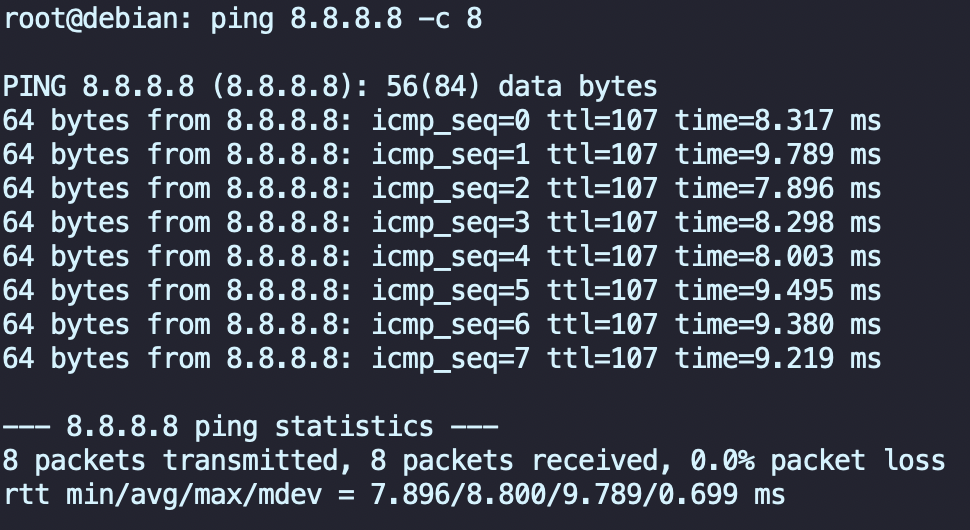 root@debian: ping 8.8.8.8 -c 8
PING 8.8.8.8 (8.8.8.8): 56(84) data bytes
64 bytes from 8.8.8.8: icmp_seq=0 ttl=107 time=8.317 ms
64 bytes from 8.8.8.8: icmp_seq=1 ttl=107 time=9.789 ms
64 bytes from 8.8.8.8: icmp_seq=2 ttl=107 time=7.896 ms
64 bytes from 8.8.8.8: icmp_seq=3 ttl=107 time=8.298 ms
64 bytes from 8.8.8.8: icmp_seq=4 ttl=107 time=8.003 ms
64 bytes from 8.8.8.8: icmp_seq=5 ttl=107 time=9.495 ms
64 bytes from 8.8.8.8: icmp_seq=6 ttl=107 time=9.380 ms
64 bytes from 8.8.8.8: icmp_seq=7 ttl=107 time=9.219 ms
--- 8.8.8.8 ping statistics ---
8 packets transmitted, 8 packets received, 0.0% packet loss
rtt min/avg/max/mdev = 7.896/8.800/9.789/0.699 ms